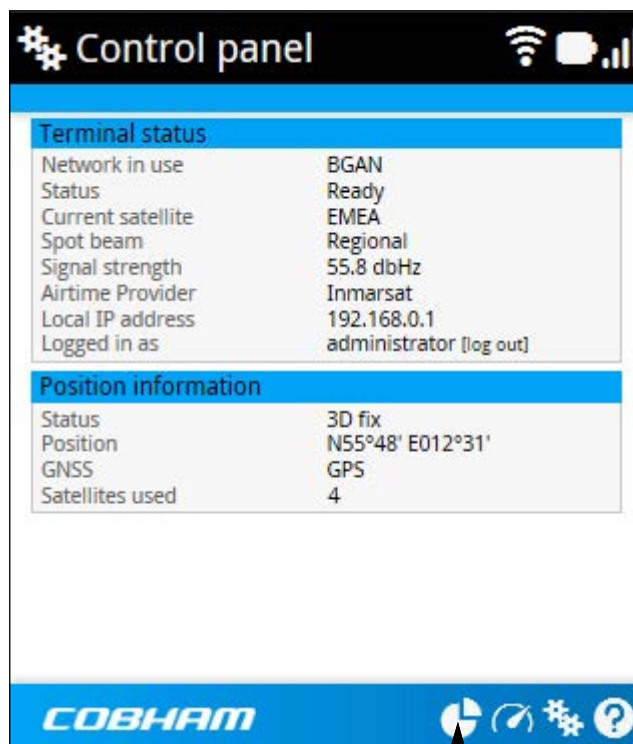 Control panel
Terminal status
Network in use BGAN
Status Ready
Current satellite EMEA
Spot beam Regional
Signal strength 55.8 dbHz
Airtime Provider Inmarsat
Local IP address 192.168.0.1
Logged in as administrator [log out]
Position information
Status 3D fix
Position N55°48' E012°31'
GNSS GPS
Satellites used 4
COBHAM ?